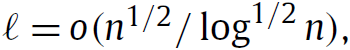 ℓ = o(n^{1/2} / log^{1/2} n),